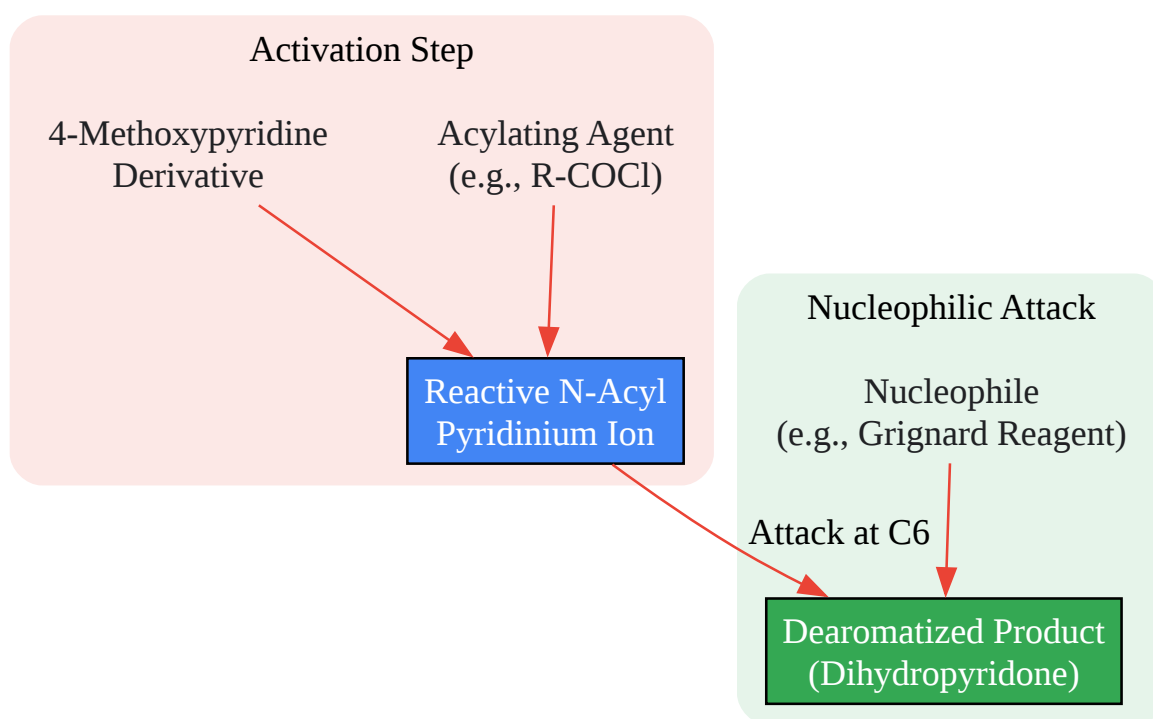 Activation Step
4-Methoxypyridine
Derivative
Acylating Agent
(e.g., R-COCl)
Reactive N-Acyl
Pyridinium Ion
Nucleophilic Attack
Nucleophile
(e.g., Grignard Reagent)
Attack at C6
Dearomatized Product
(Dihydropyridone)